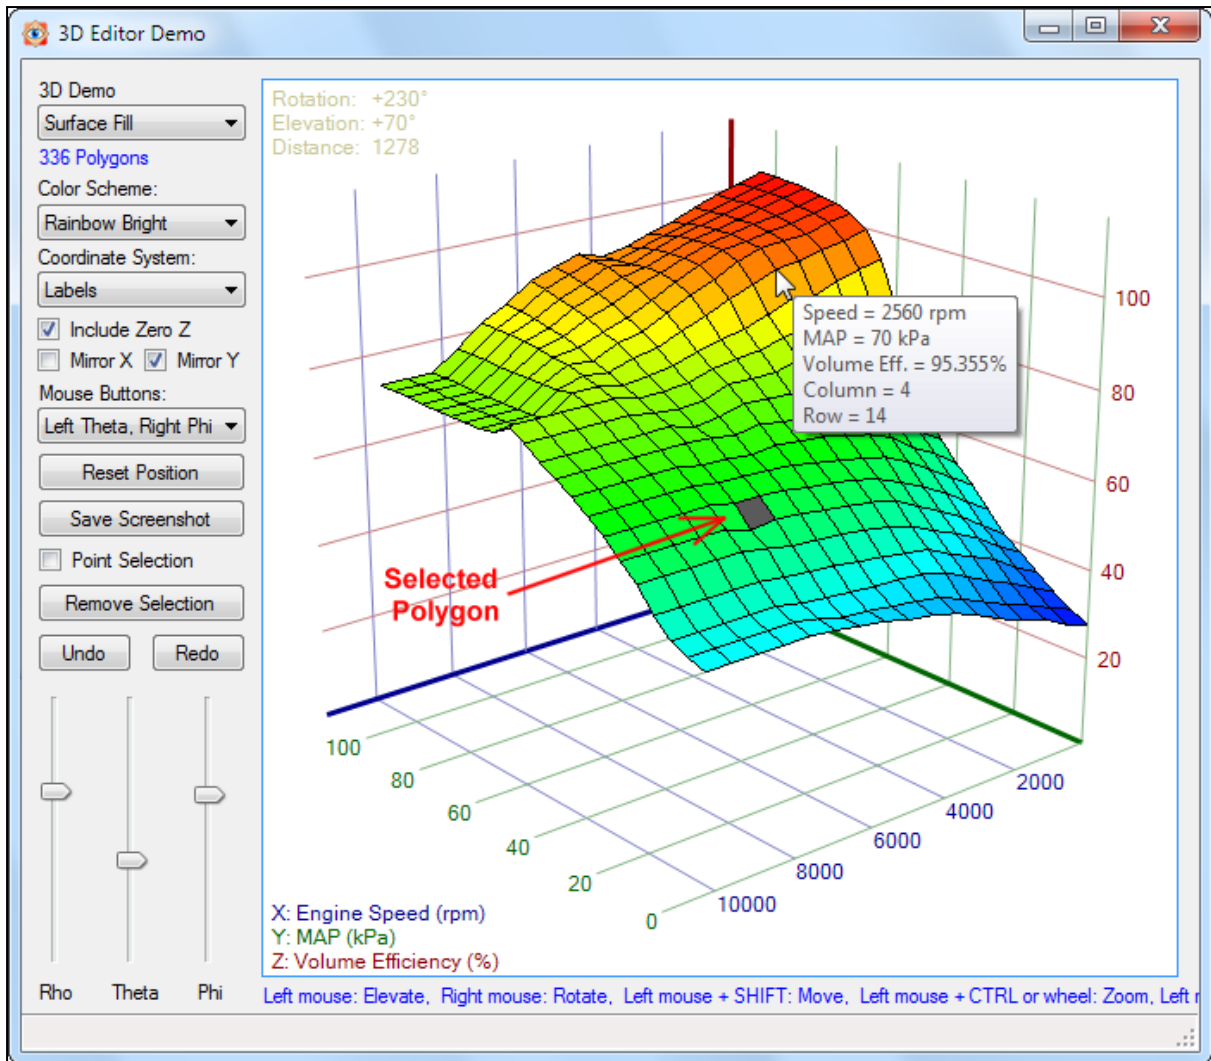 3D Editor Demo
3D Demo
Surface Fill
336 Polygons
Color Scheme:
Rainbow Bright
Coordinate System:
Labels
Include Zero Z
Mirror X Mirror Y
Mouse Buttons:
Left Theta, Right Phi
Reset Position
Save Screenshot
Point Selection
Remove Selection
Undo Redo
Rho Theta Phi
Rotation: +230°
Elevation: +70°
Distance: 1278
Speed = 2560 rpm
MAP = 70 kPa
Volume Eff. = 95.355%
Column = 4
Row = 14
100
80
60
40
20
Selected
Polygon
100
80
60
40
20
0
2000
4000
6000
8000
10000
X: Engine Speed (rpm)
Y: MAP (kPa)
Z: Volume Efficiency (%)
Left mouse: Elevate, Right mouse: Rotate, Left mouse + SHIFT: Move, Left mouse + CTRL or wheel: Zoom, Left